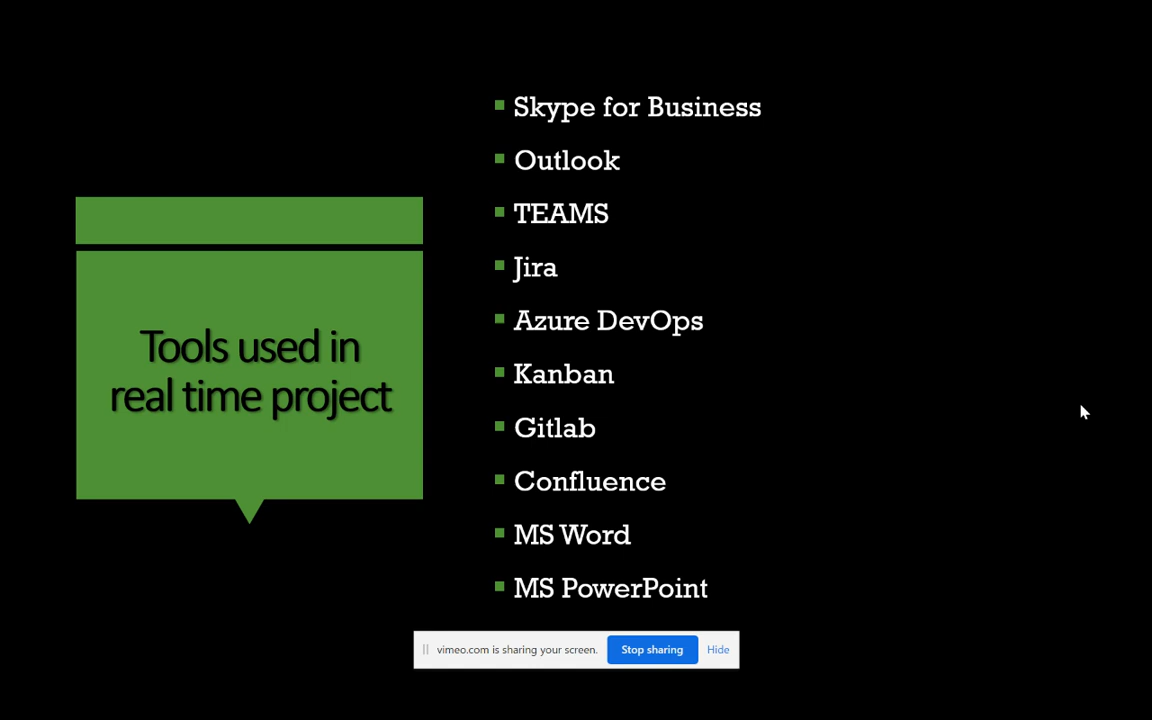 Tools used in
real time project
Skype for Business
Outlook
TEAMS
Jira
Azure DevOps
Kanban
Gitlab
Confluence
MS Word
MS PowerPoint
vimeo.com is sharing your screen. Stop sharing Hide